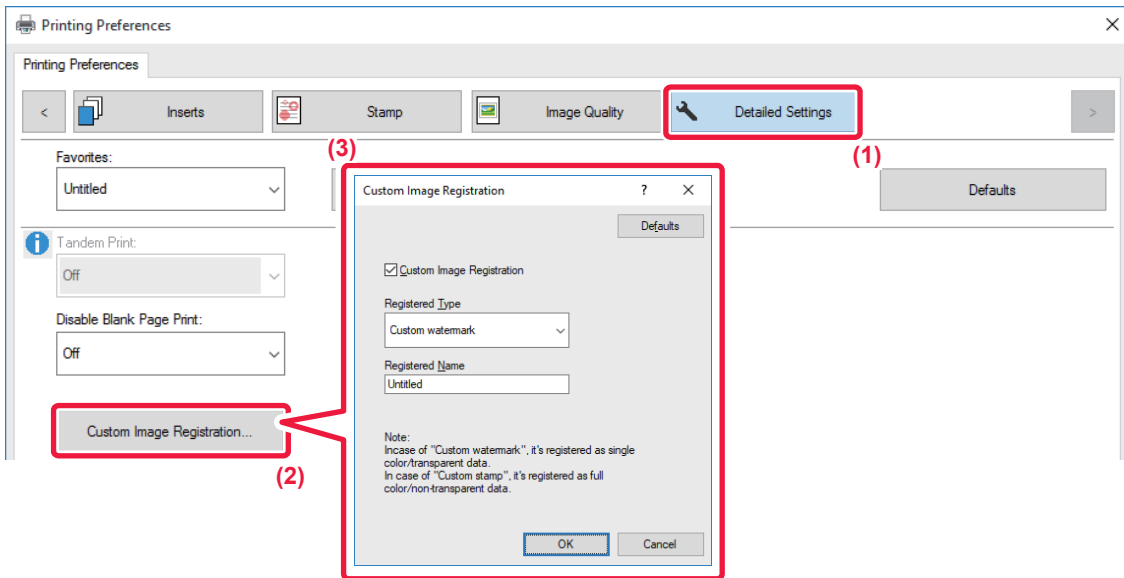 Printing Preferences
Printing Preferences
< Inserts Stamp Image Quality Detailed Settings >
(1)
Favorites:
Untitled
Defaults
Tandem Print:
Off
Disable Blank Page Print:
Off
Custom Image Registration...
(2)
(3)
Custom Image Registration ?
Defaults
Custom Image Registration
Registered Type
Custom watermark
Registered Name
Untitled
Note:
Incase of "Custom watermark", it's registered as single
color/transparent data.
In case of "Custom stamp", it's registered as full
color/non-transparent data.
OK Cancel